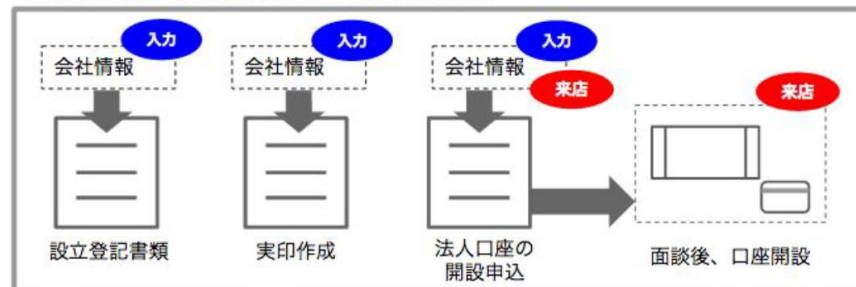 入力
会社情報
入力
会社情報
入力
会社情報
来店
来店
設立登記書類
実印作成
法人口座の
開設申込
面談後、口座開設